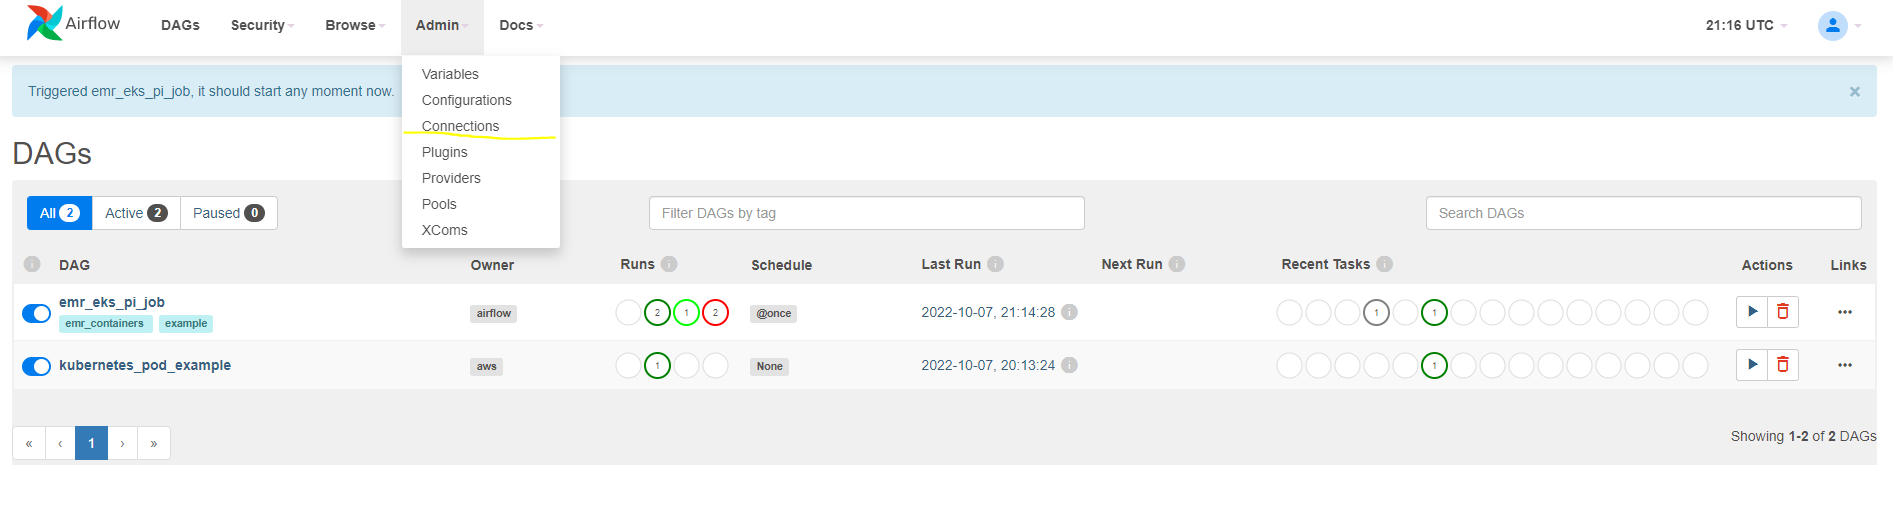 Airflow DAGs Security Browse Admin Docs 21:16 UTC
Variables
Triggered emr_eks_pi_job, it should start any moment now. ×
Configurations
Connections
Plugins
DAGs
Providers
Pools
XComs
All 2 Active 2 Paused 0 Filter DAGs by tag Search DAGs
i DAG Owner Runs i Schedule Last Run i Next Run i Recent Tasks i Actions Links
emr_eks_pi_job airflow 2 1 2 @once 2022-10-07, 21:14:28 i 1 1 ...
emr_containers example
kubernetes_pod_example aws 1 None 2022-10-07, 20:13:24 i 1 ...
« ‹ 1 › » Showing 1-2 of 2 DAGs